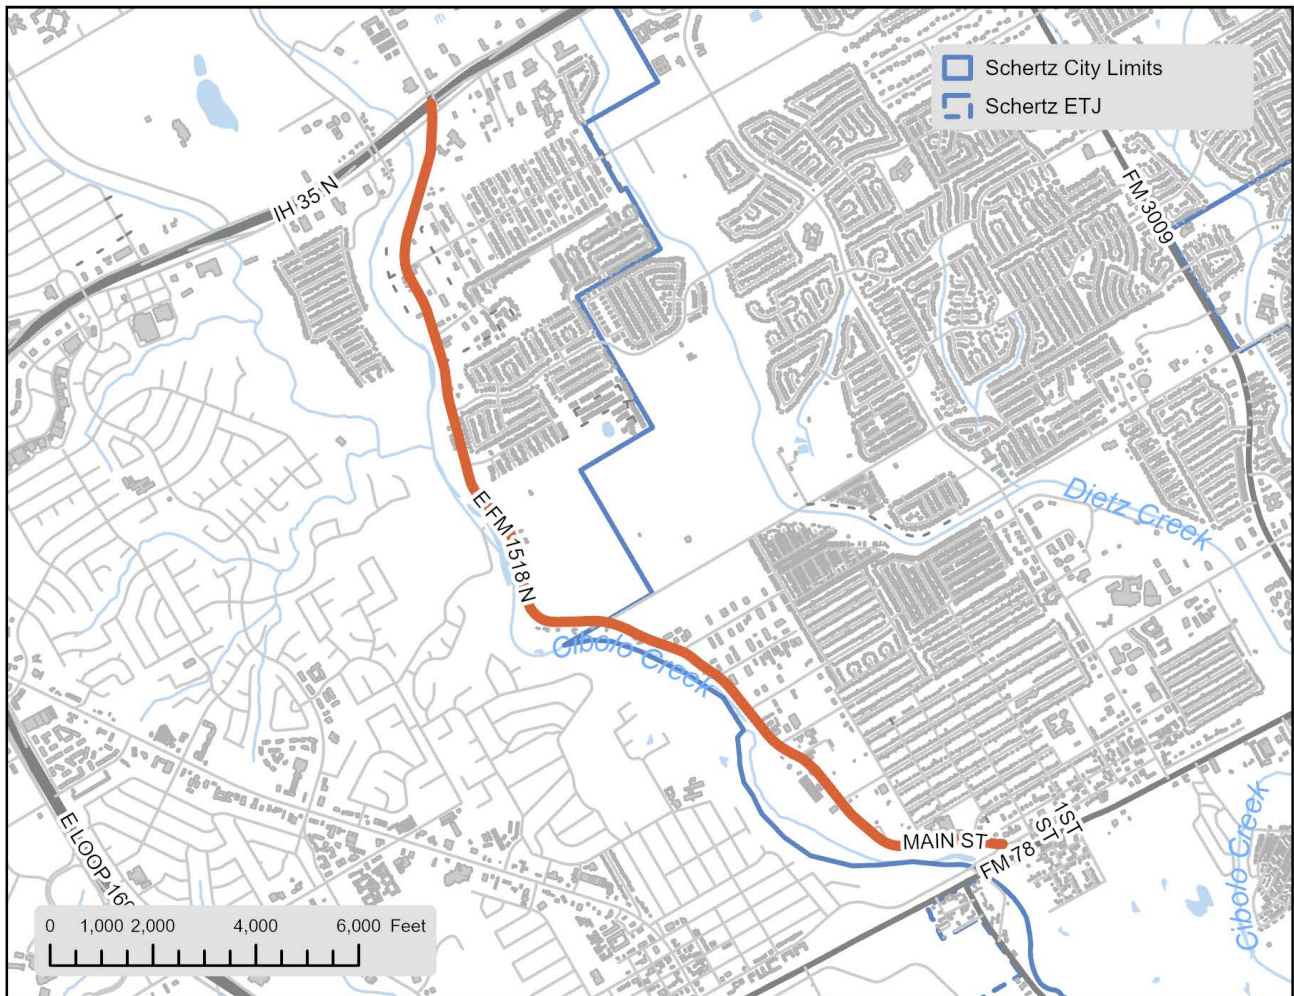 Schertz City Limits
Schertz ETJ
IH 35 N
FM 3009
E FM 1518 N
Dietz Creek
Cibolo Creek
MAIN ST
1ST
ST
FM 78
E LOOP
Cibolo Creek
0 1,000 2,000 4,000 6,000 Feet